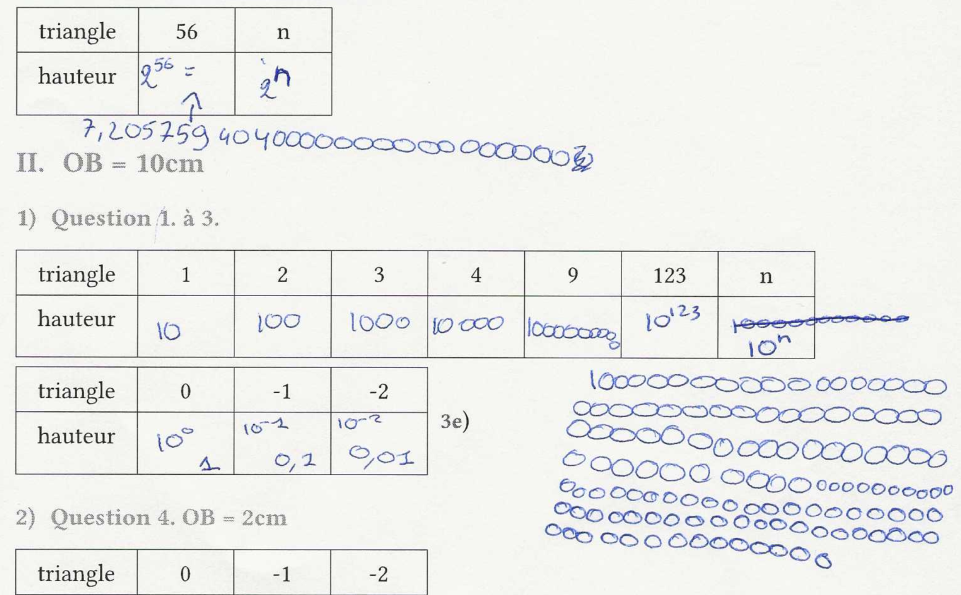 triangle 56 n
hauteur 2^56 = 2^n
7,205759 4040000000000000000000
II. OB = 10cm
1) Question 1. à 3.
triangle 1 2 3 4 9 123 n
hauteur 10 100 1000 10 000 1000000000 10^123 10^n
triangle 0 -1 -2
hauteur 10^0 1 10^-1 0,1 10^-2 0,01
3e)
2) Question 4. OB = 2cm
triangle 0 -1 -2